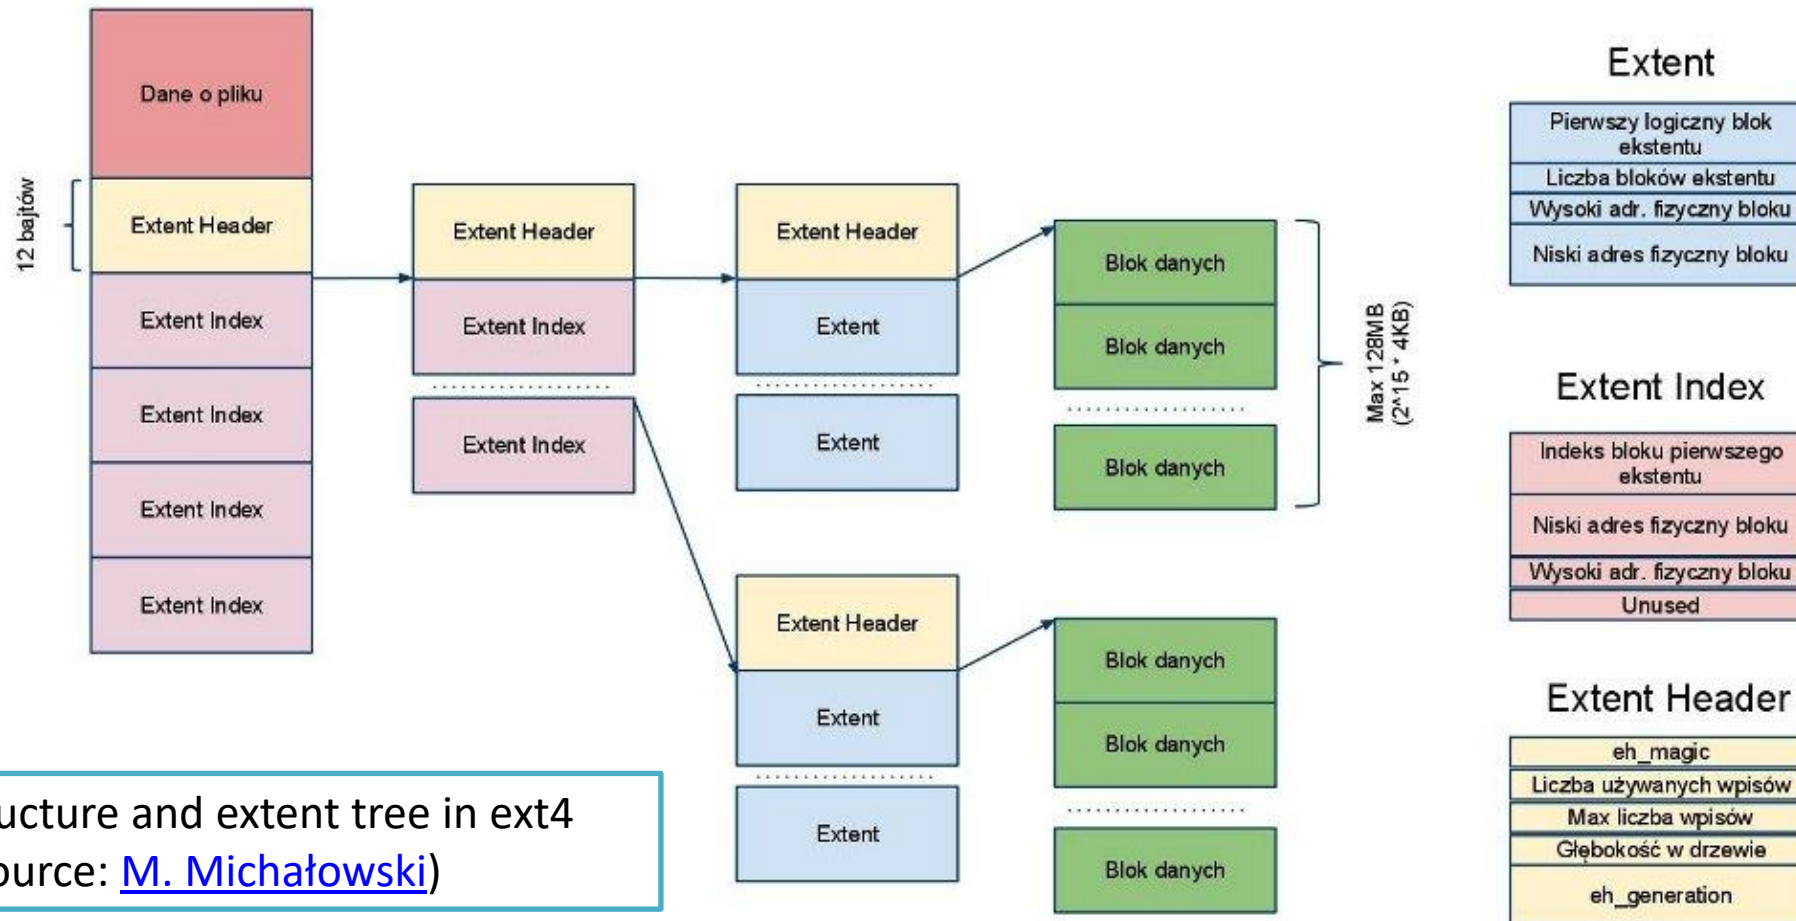 Dane o pliku
12 bajtów
Extent Header
Extent Index
Extent Index
Extent Index
Extent Index
Extent Header
Extent Index
Extent Index
Extent Header
Extent
Extent
Blok danych
Blok danych
Blok danych
Max 128MB
(2^15 * 4KB)
Extent Header
Extent
Extent
Blok danych
Blok danych
Blok danych
Extent
Pierwszy logiczny blok
ekstentu
Liczba bloków ekstentu
Wysoki adr. fizyczny bloku
Niski adres fizyczny bloku
Extent Index
Indeks bloku pierwszego
ekstentu
Niski adres fizyczny bloku
Wysoki adr. fizyczny bloku
Unused
Extent Header
eh_magic
Liczba używanych wpisów
Max liczba wpisów
Głębokość w drzewie
eh_generation
ucture and extent tree in ext4
ource: M. Michałowski)